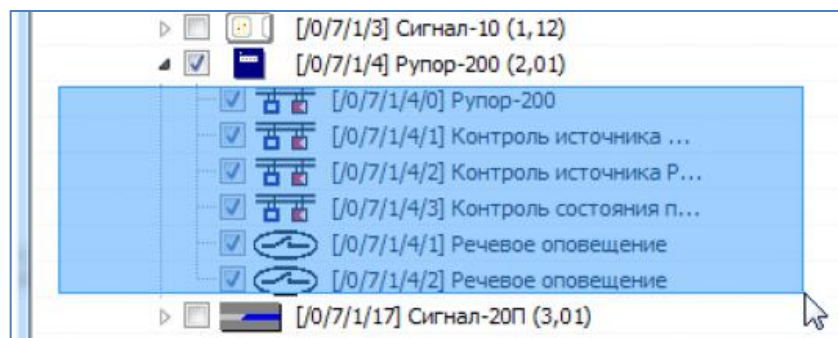 [/0/7/1/3] Сигнал-10 (1,12)
[/0/7/1/4] Рупор-200 (2,01)
[/0/7/1/4/0] Рупор-200
[/0/7/1/4/1] Контроль источника ...
[/0/7/1/4/2] Контроль источника Р...
[/0/7/1/4/3] Контроль состояния п...
[/0/7/1/4/1] Речевое оповещение
[/0/7/1/4/2] Речевое оповещение
[/0/7/1/17] Сигнал-20П (3,01)